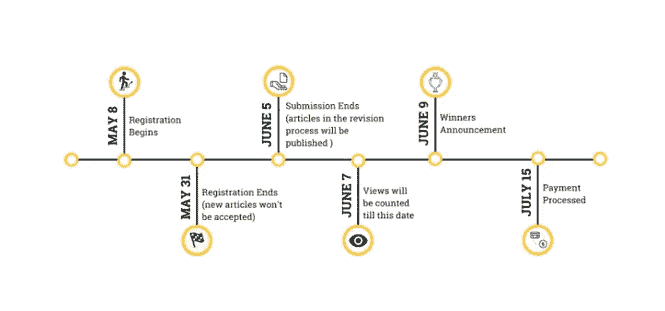 MAY 8
Registration
Begins
MAY 31
Registration Ends
(new articles won't
be accepted)
JUNE 5
Submission Ends
(articles in the revision
process will be
published )
JUNE 7
Views will
be counted
till this date
JUNE 9
Winners
Announcement
JULY 15
Payment
Processed